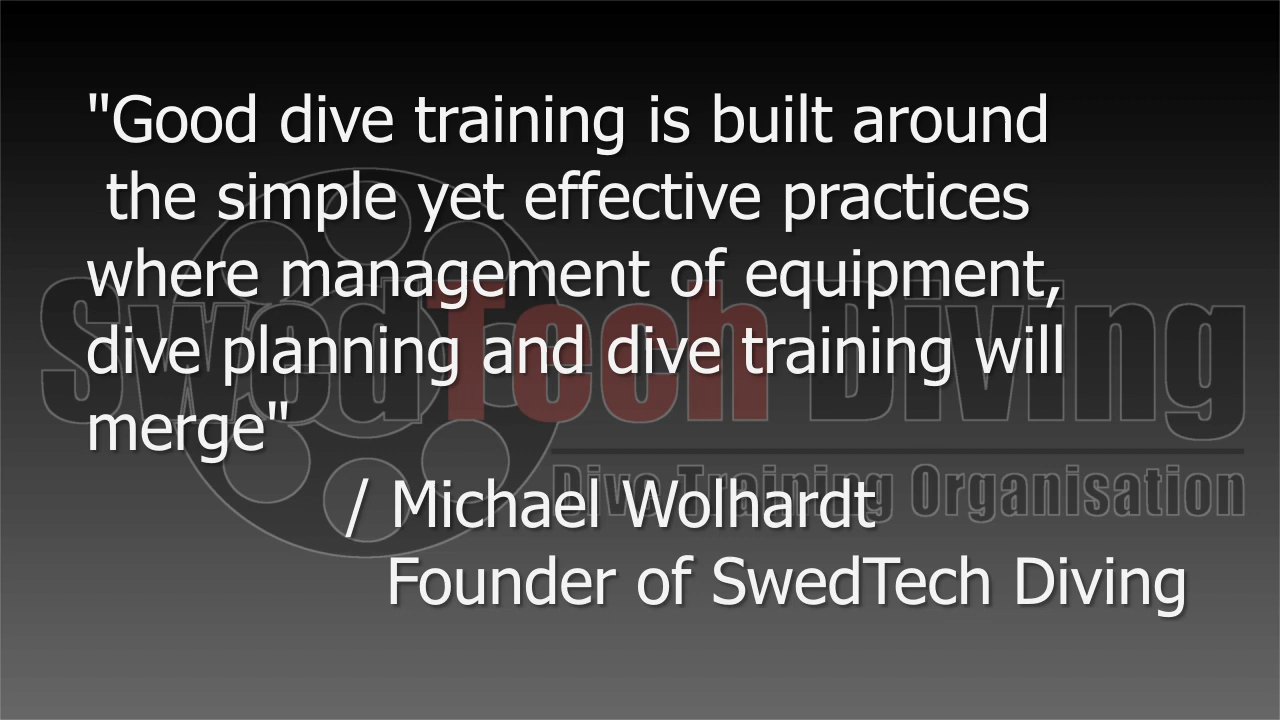 "Good dive training is built around
the simple yet effective practices
where management of equipment,
dive planning and dive training will
merge"
/ Michael Wolhardt
Founder of SwedTech Diving
SwedTech Diving
Dive Training Organisation